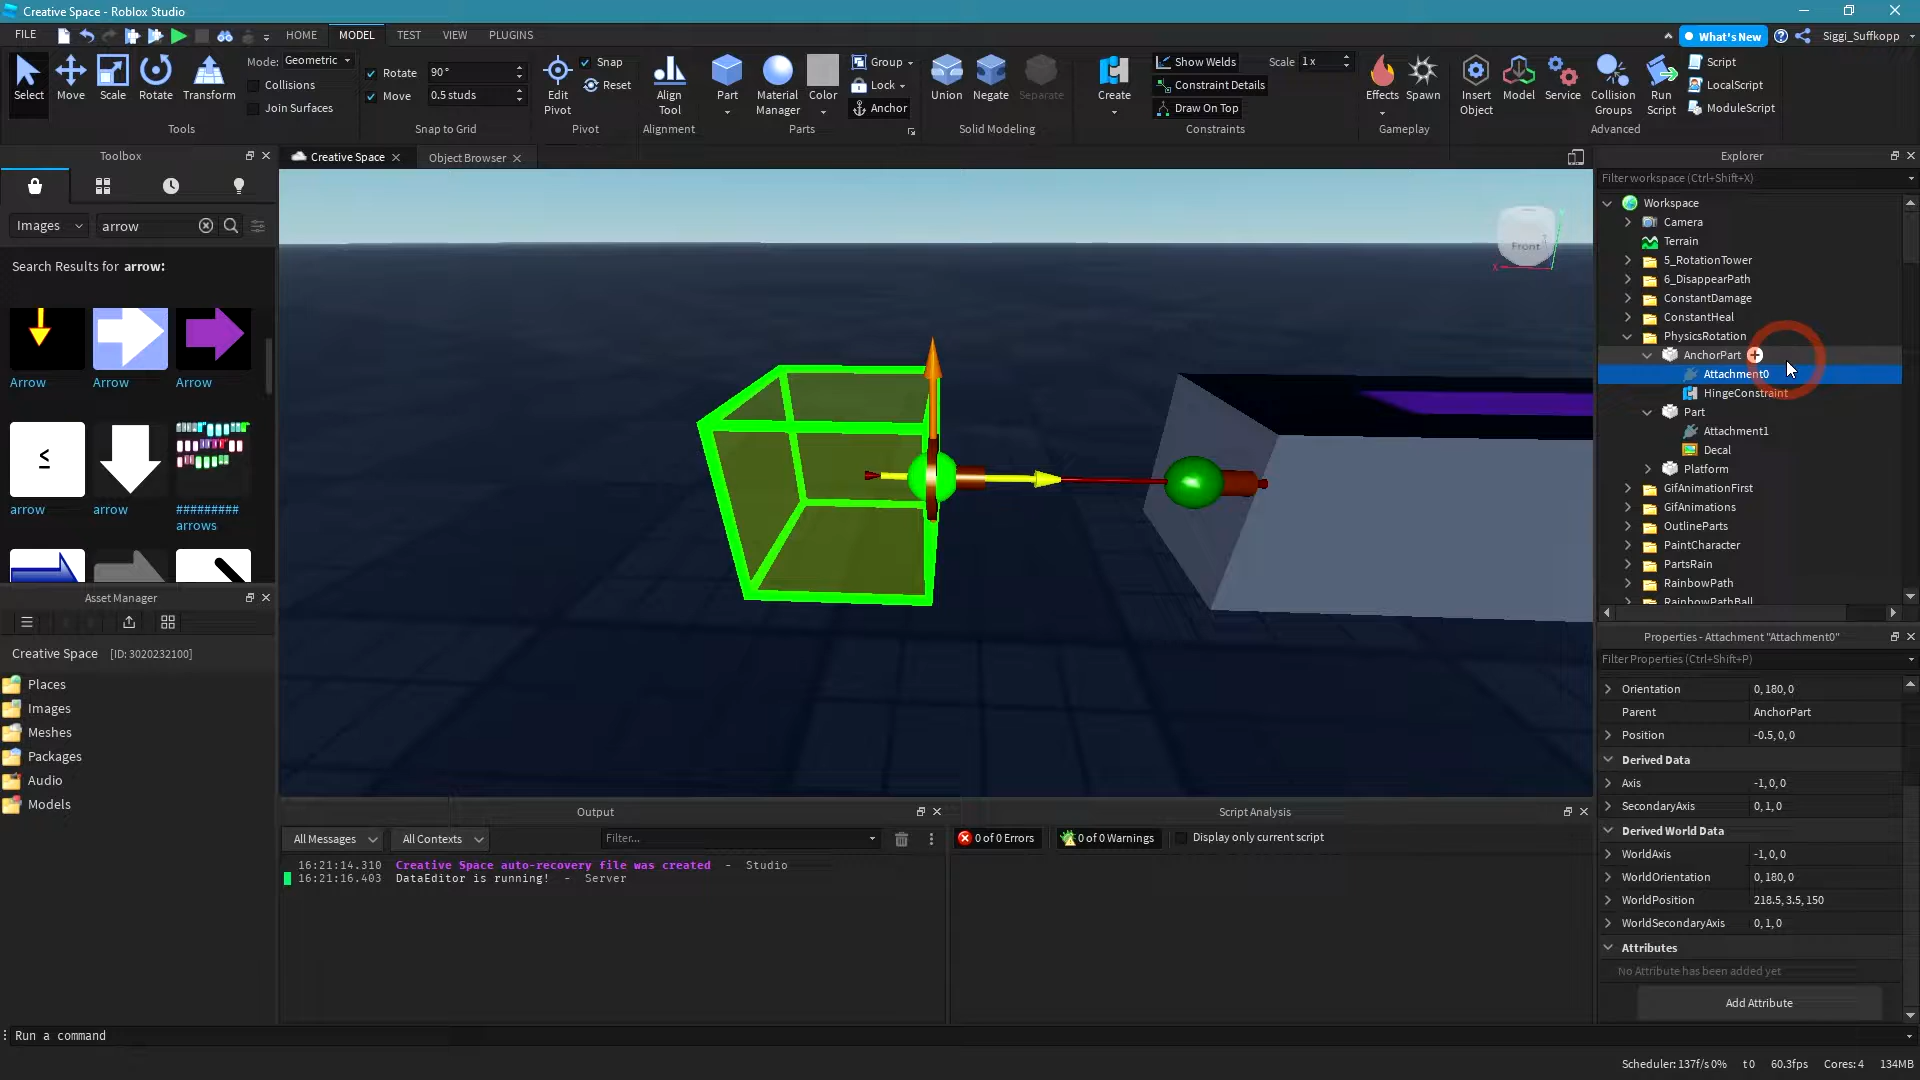 Creative Space - Roblox Studio
FILE
HOME
MODEL
TEST
VIEW
PLUGINS
What's New
Siggi_Suffkopp
Select
Move
Scale
Rotate
Transform
Mode: Geometric
Collisions
Join Surfaces
Tools
Rotate 90°
Move 0.5 studs
Snap to Grid
Edit Pivot
Snap
Reset
Pivot
Align Tool
Alignment
Part
Material Manager
Color
Group
Lock
Anchor
Parts
Union
Negate
Separate
Solid Modeling
Create
Show Welds
Scale 1x
Constraint Details
Draw On Top
Constraints
Effects
Spawn
Gameplay
Insert Object
Model
Service
Collision Groups
Run Script
Script
LocalScript
ModuleScript
Advanced
Toolbox
Images
arrow
Search Results for arrow:
Arrow
Arrow
Arrow
≤
arrow
arrow
#########
arrows
Asset Manager
Creative Space [ID: 3020232100]
Places
Images
Meshes
Packages
Audio
Models
Creative Space
Object Browser
Front
X
Output
All Messages
All Contexts
Filter...
16:21:14.310 Creative Space auto-recovery file was created - Studio
16:21:16.403 DataEditor is running! - Server
Script Analysis
0 of 0 Errors
0 of 0 Warnings
Display only current script
Explorer
Filter workspace (Ctrl+Shift+X)
Workspace
Camera
Terrain
5_RotationTower
6_DisappearPath
ConstantDamage
ConstantHeal
PhysicsRotation
AnchorPart
Attachment0
HingeConstraint
Part
Attachment1
Decal
Platform
GifAnimationFirst
GifAnimations
OutlineParts
PaintCharacter
PartsRain
RainbowPath
RainbowPathBall
Properties - Attachment "Attachment0"
Filter Properties (Ctrl+Shift+P)
Orientation 0, 180, 0
Parent AnchorPart
Position -0.5, 0, 0
Derived Data
Axis -1, 0, 0
SecondaryAxis 0, 1, 0
Derived World Data
WorldAxis -1, 0, 0
WorldOrientation 0, 180, 0
WorldPosition 218.5, 3.5, 150
WorldSecondaryAxis 0, 1, 0
Attributes
No Attribute has been added yet
Add Attribute
Run a command
Scheduler: 137f/s 0% t 0 60.3fps Cores: 4 134MB